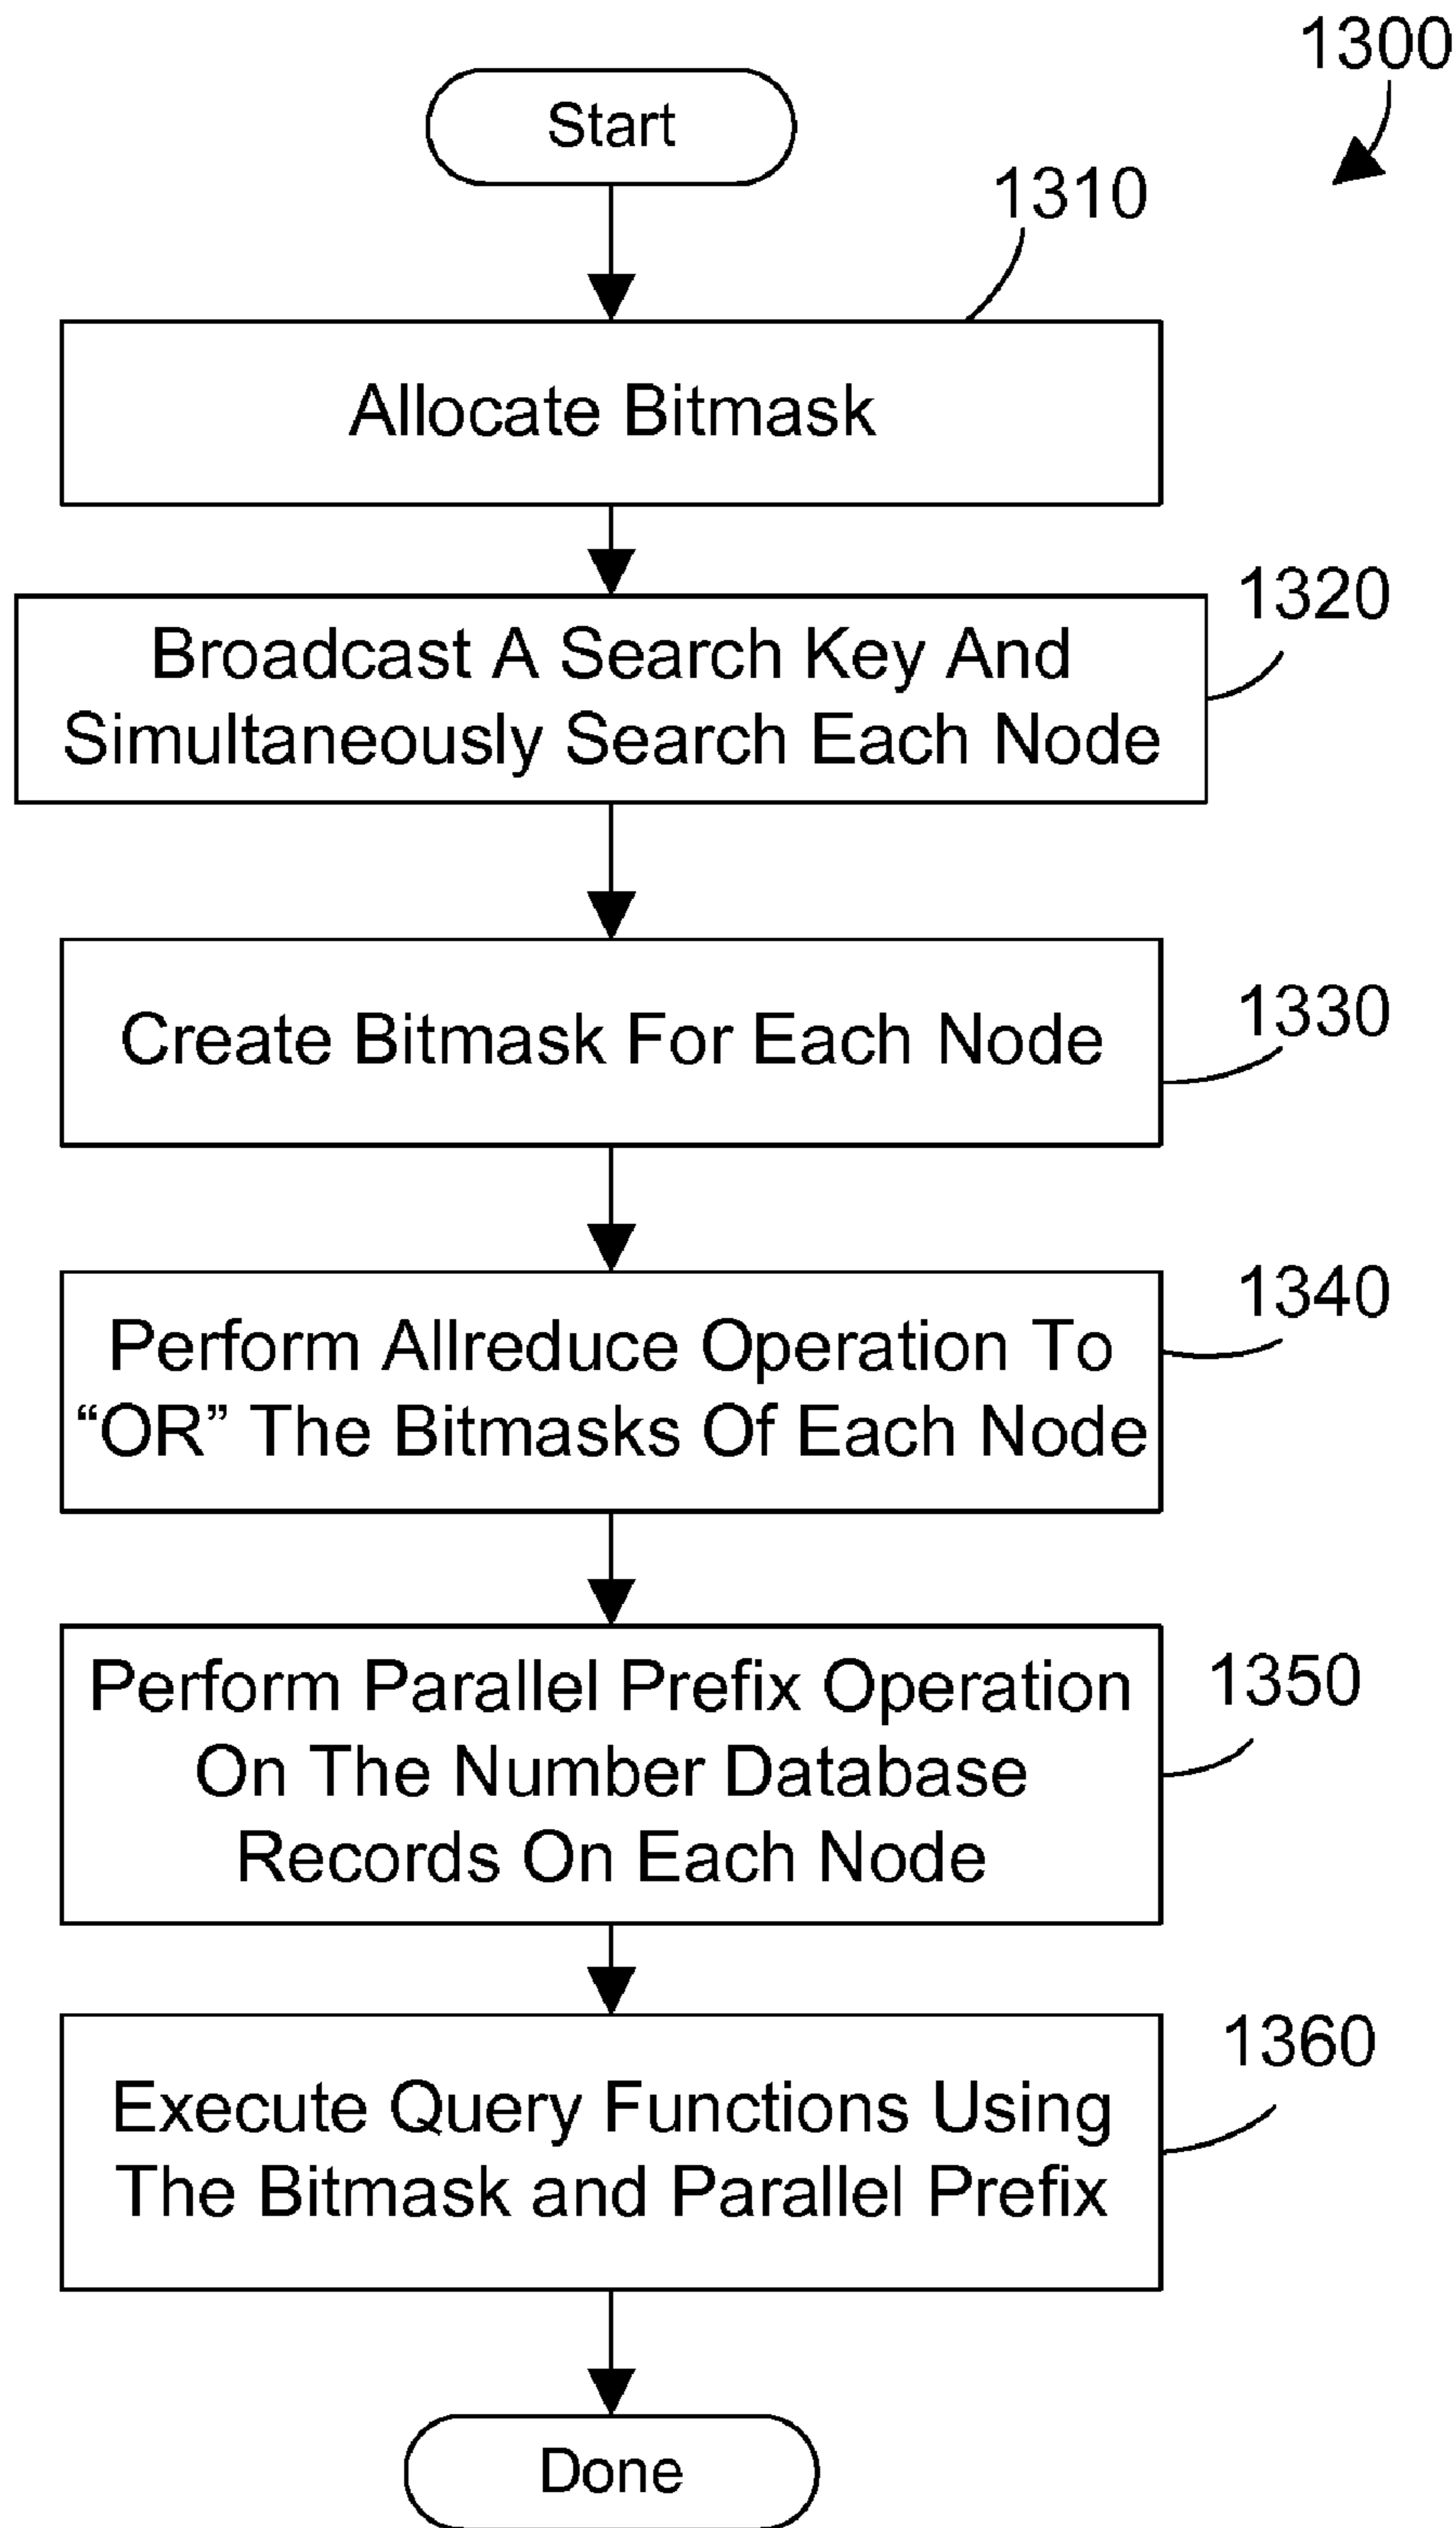 1300
Start
1310
Allocate Bitmask
1320
Broadcast A Search Key And
Simultaneously Search Each Node
1330
Create Bitmask For Each Node
1340
Perform Allreduce Operation To
“OR” The Bitmasks Of Each Node
1350
Perform Parallel Prefix Operation
On The Number Database
Records On Each Node
1360
Execute Query Functions Using
The Bitmask and Parallel Prefix
Done